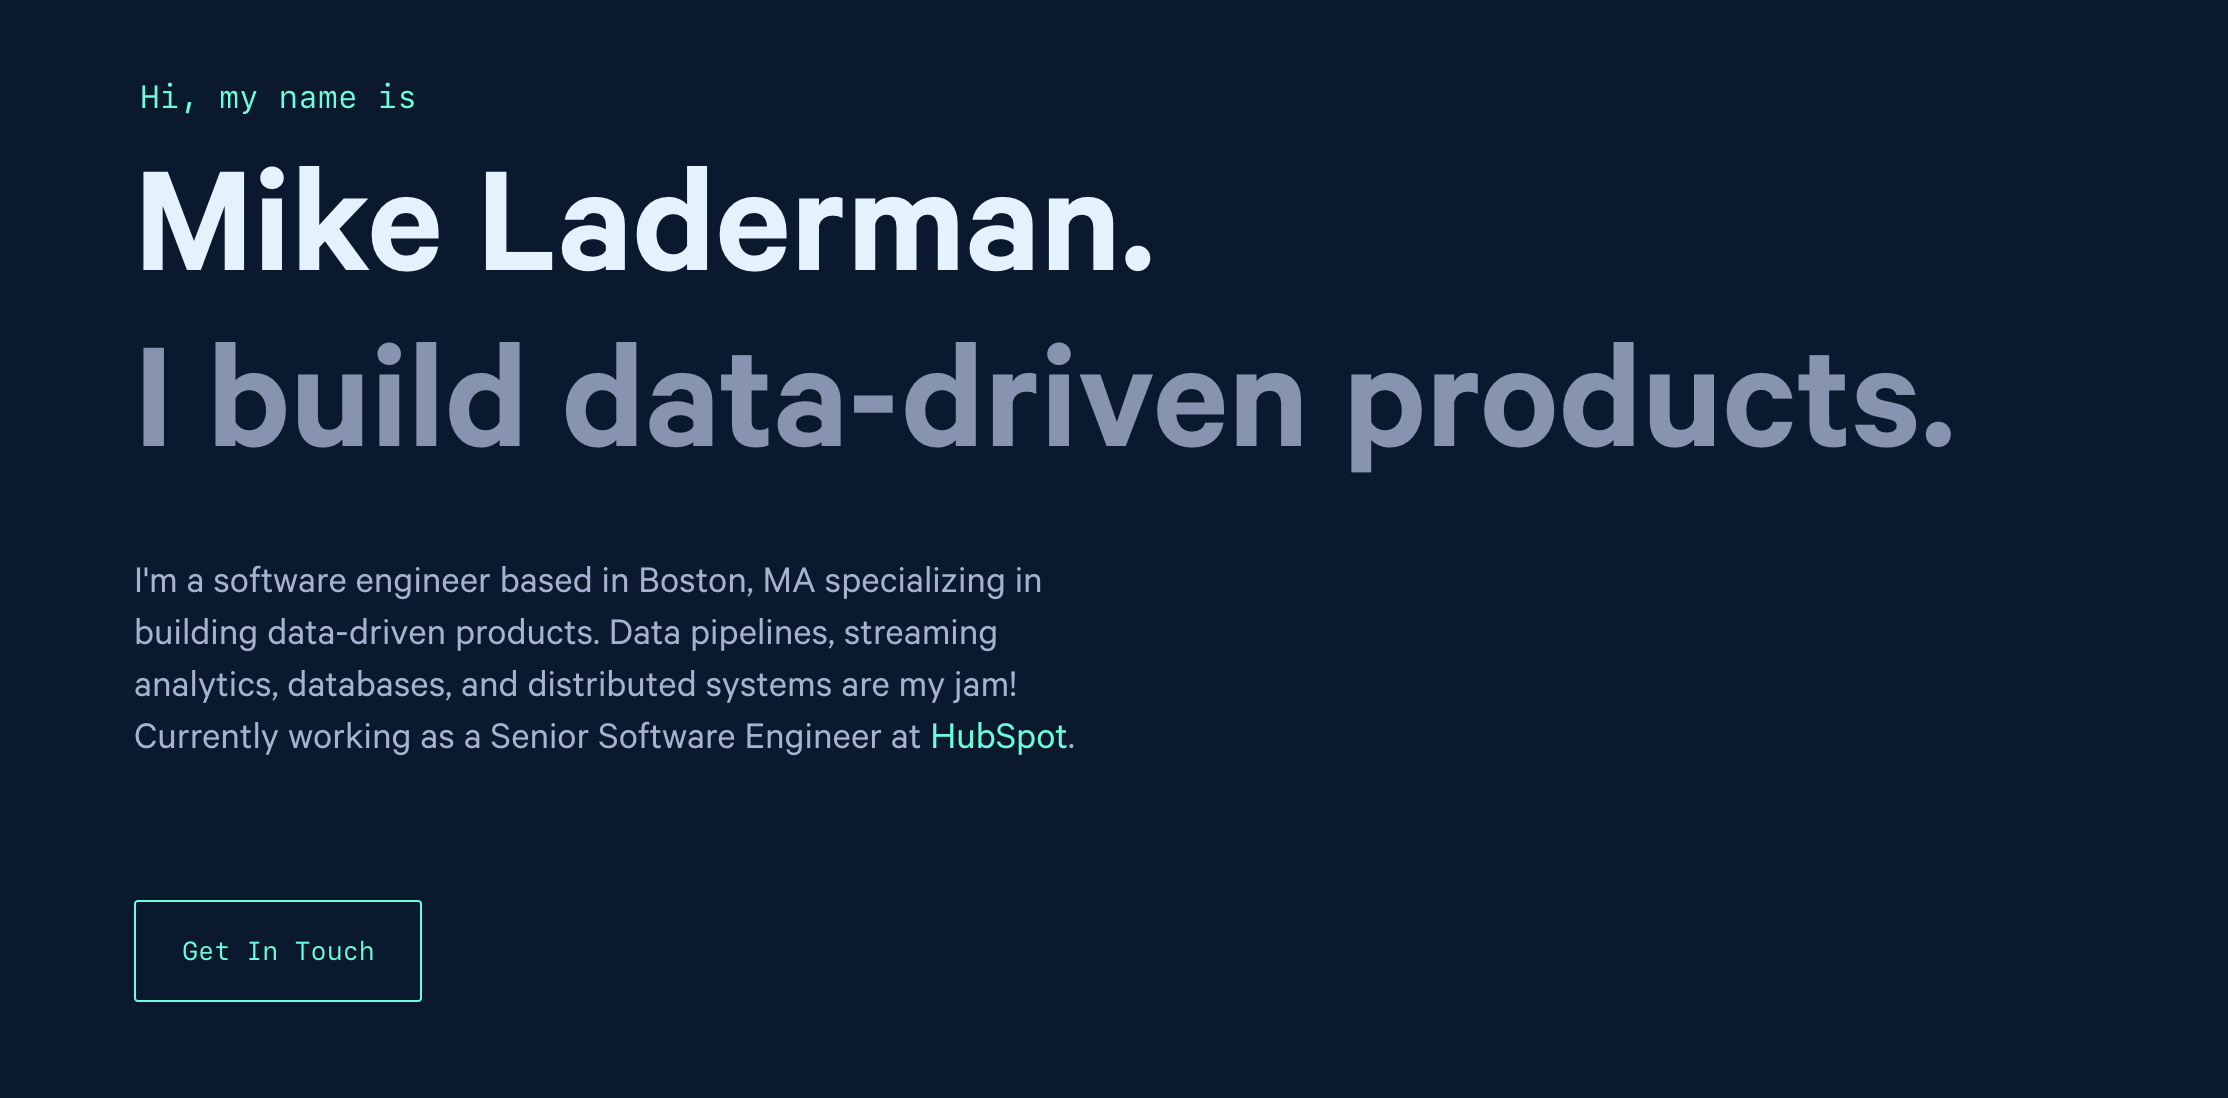 Hi, my name is
Mike Laderman.
I build data-driven products.
I'm a software engineer based in Boston, MA specializing in
building data-driven products. Data pipelines, streaming
analytics, databases, and distributed systems are my jam!
Currently working as a Senior Software Engineer at HubSpot.
Get In Touch